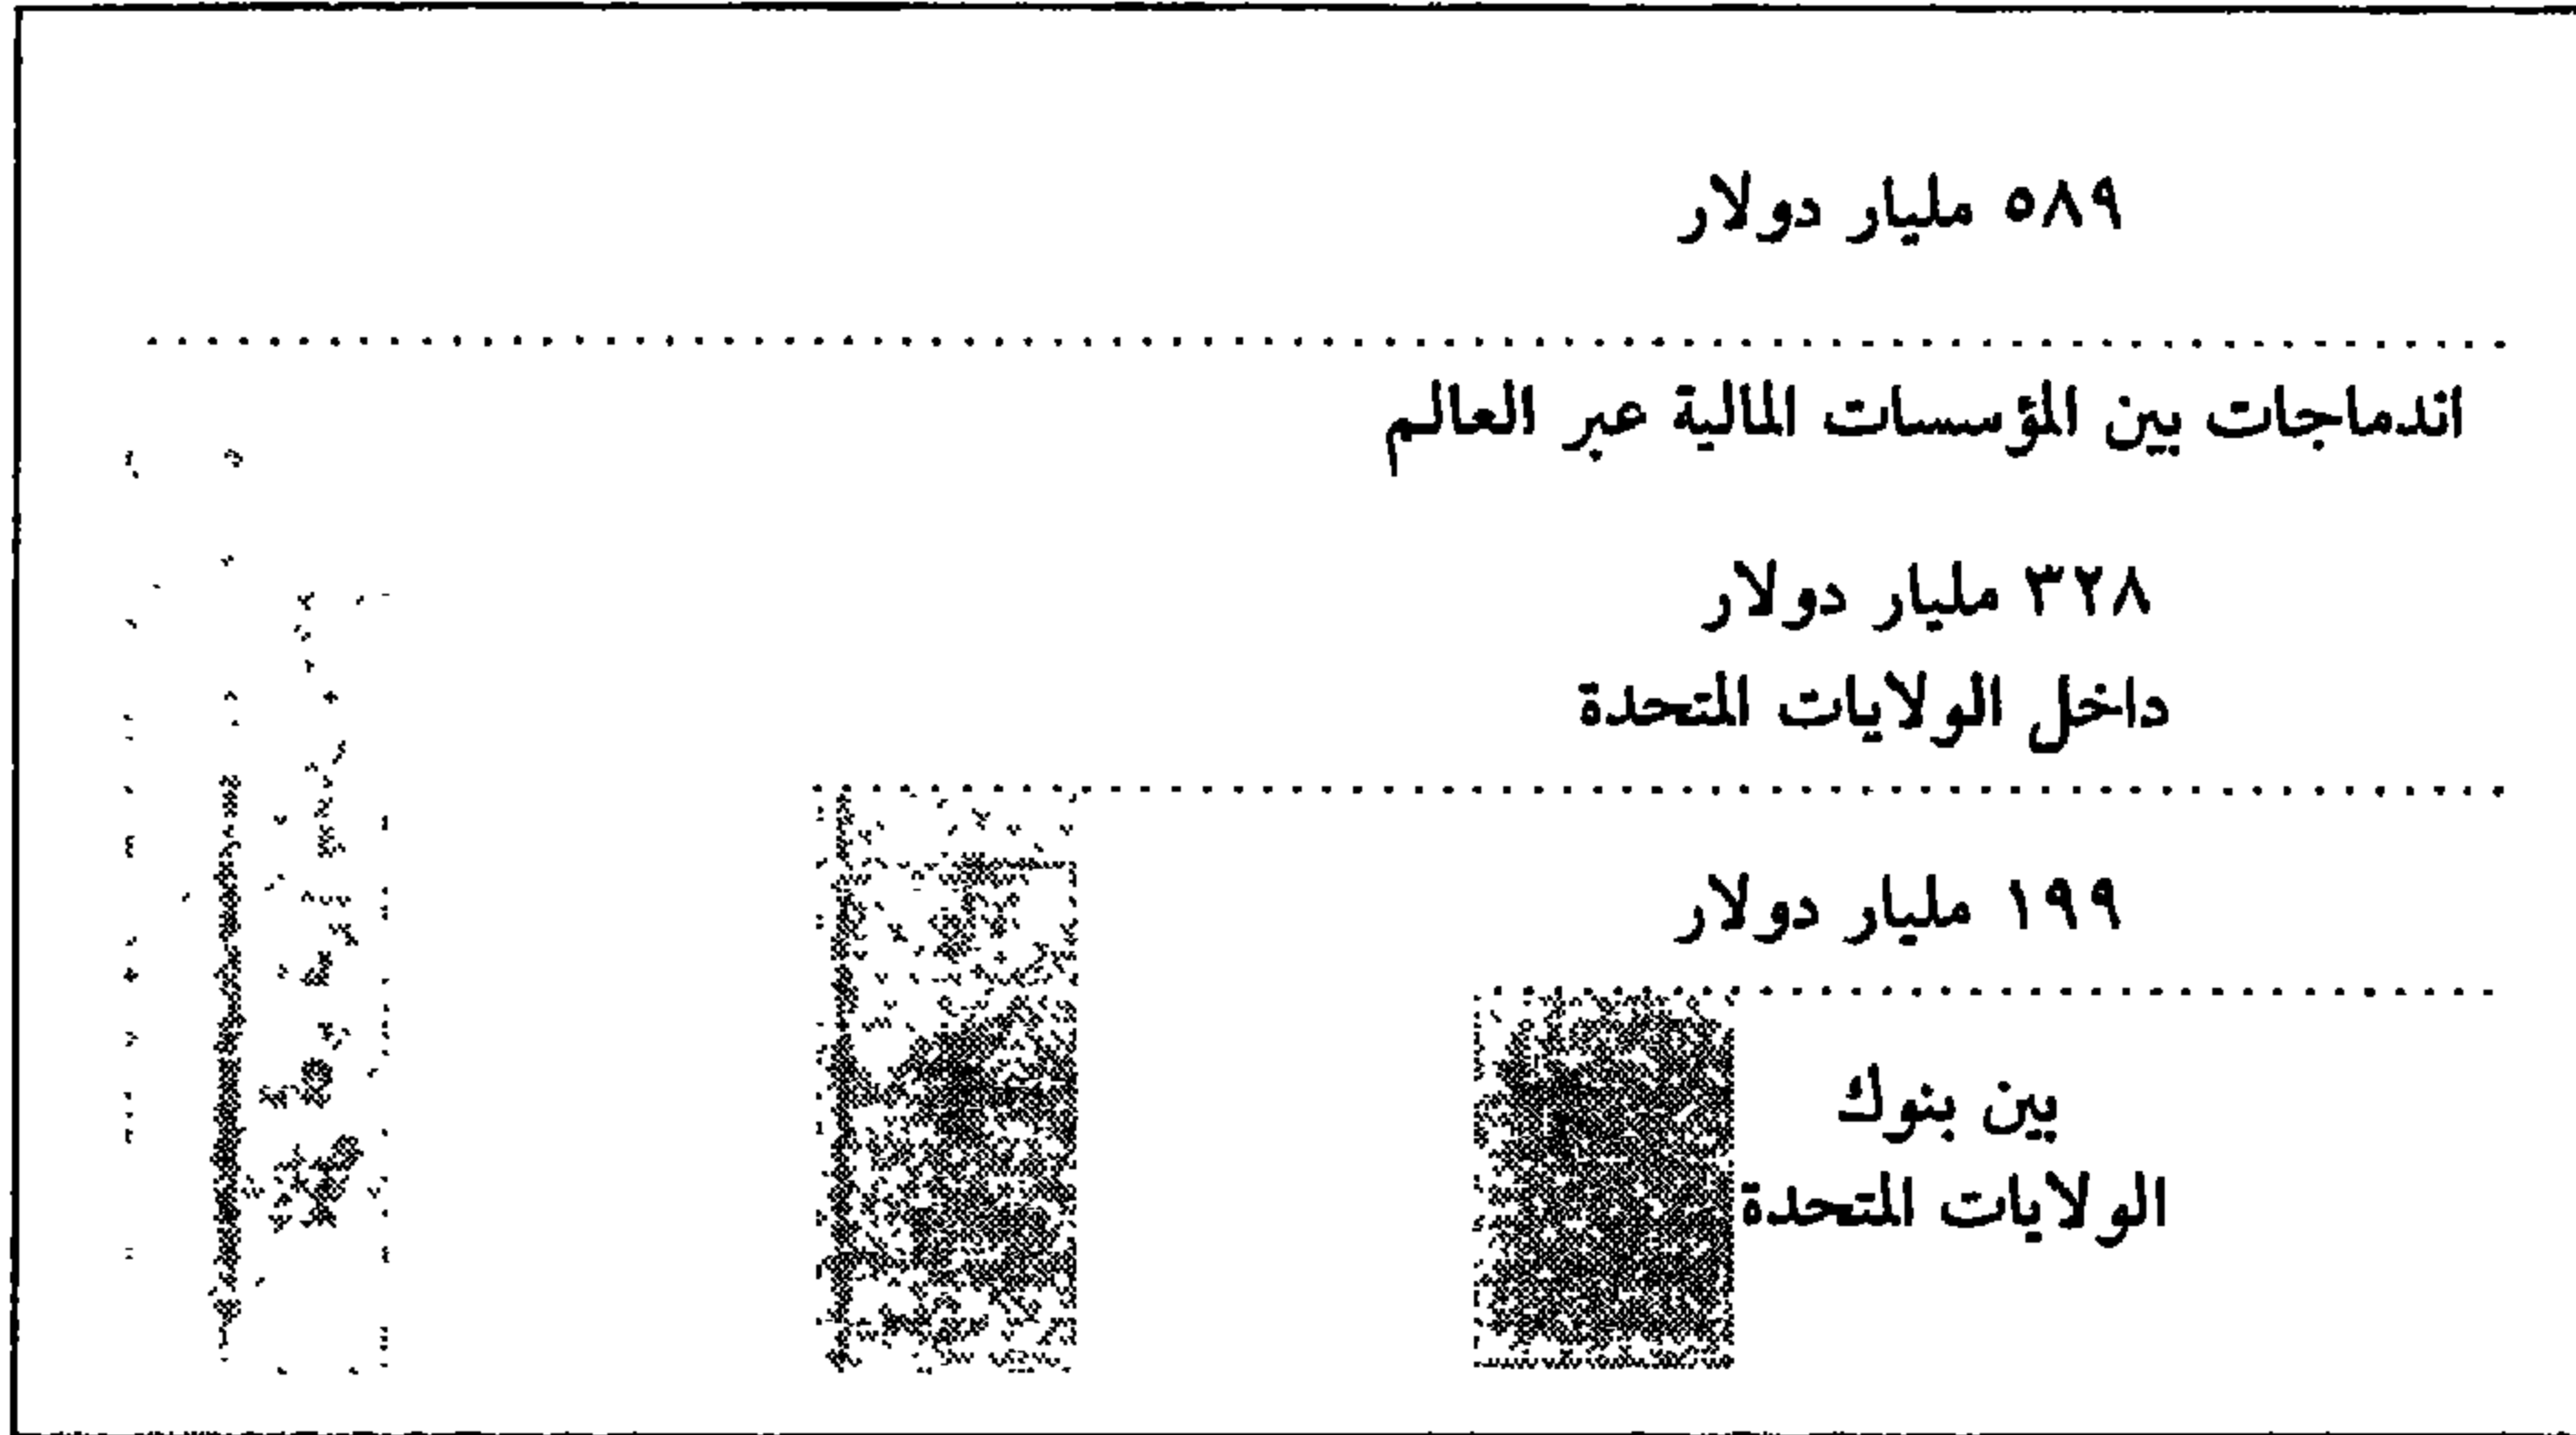 ٥٨٩ مليار دولار
اندماجات بين المؤسسات المالية عبر العالم
٣٢٨ مليار دولار
داخل الولايات المتحدة
١٩٩ مليار دولار
بين بنوك
الولايات المتحدة